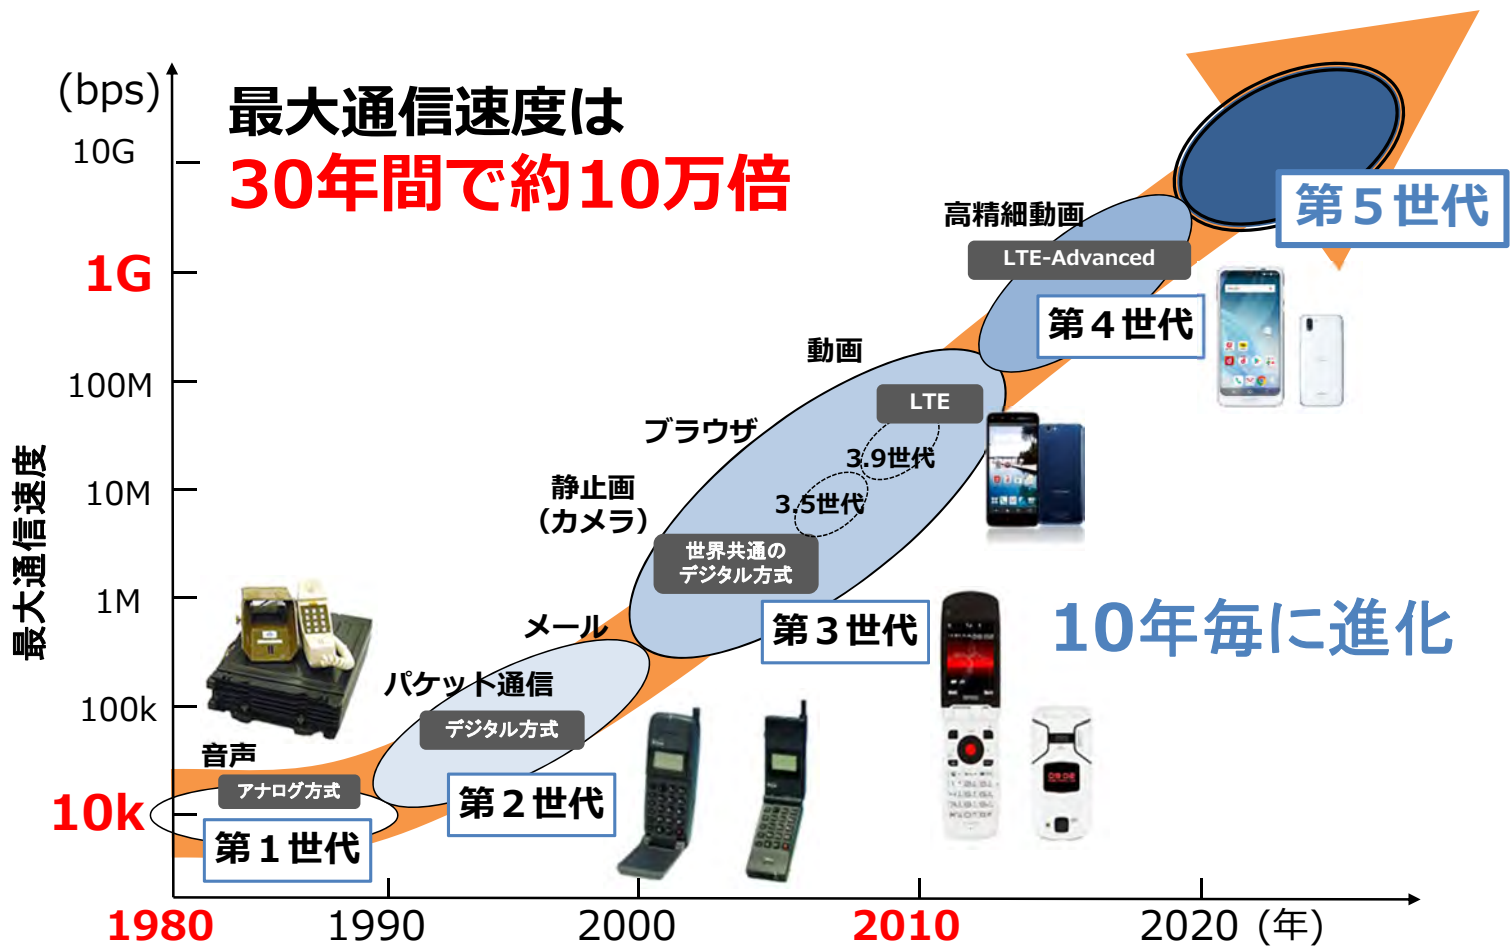 (bps)
最大通信速度は
30年間で約10万倍
10G
1G
100M
10M
1M
100k
10k
最大通信速度
第５世代
高精細動画
LTE-Advanced
第４世代
動画
LTE
ブラウザ
3.9世代
静止画
（カメラ）
3.5世代
世界共通の
デジタル方式
第３世代
10年毎に進化
メール
パケット通信
デジタル方式
第２世代
音声
アナログ方式
第１世代
1980
1990
2000
2010
2020 (年)